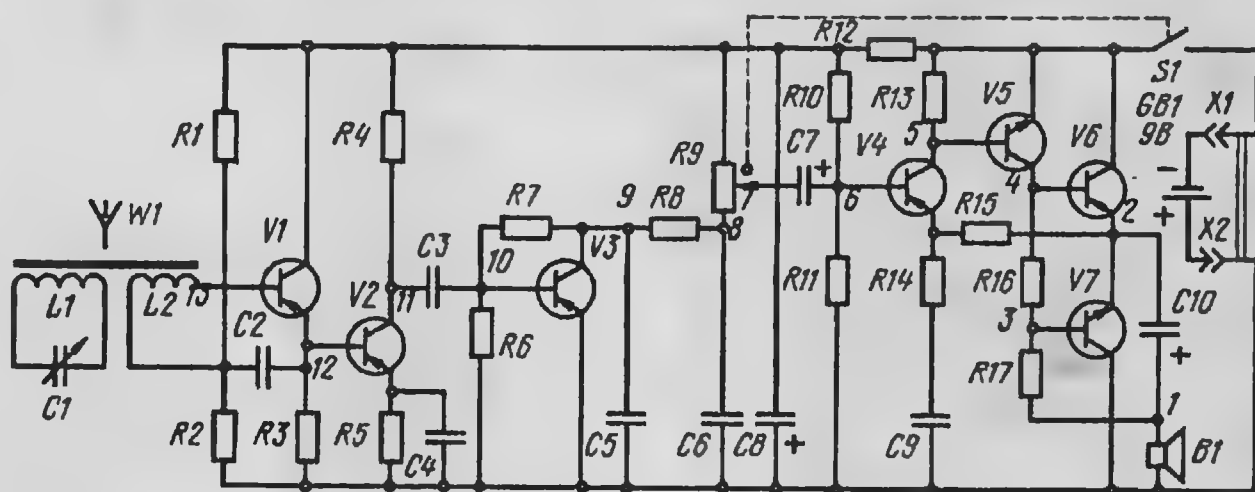 R12
S1
GB1
9В
X1
R1
R4
R10
R13
V5
V6
5
R9
C7
+
V4
4
-
+
X2
W1
R7
9
R8
7
6
2
V1
C3
10
V3
8
R15
L1
L2
13
V2
11
R11
R14
R16
V7
C10
C2
12
R6
3
+
C1
R17
R2
R3
R5
C4
C5
C6
C8
+
C9
1
B1